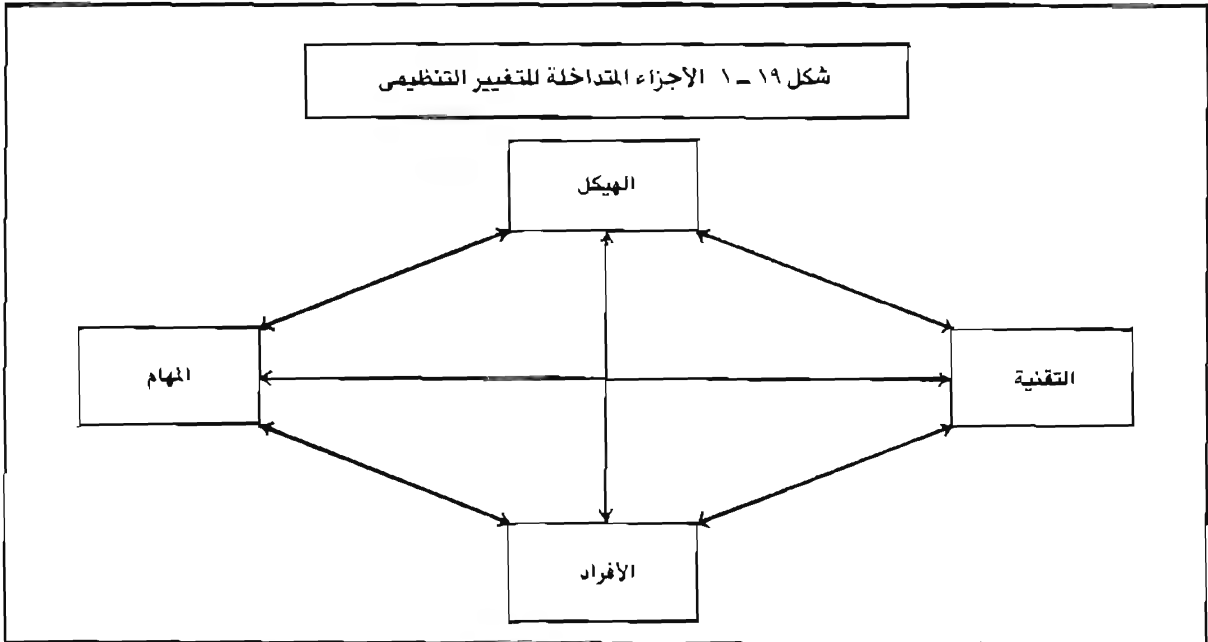 شكل ١٩ – ١ الأجزاء المتداخلة للتغيير التنظيمى
الهيكل
التقنية
المهام
الأفراد